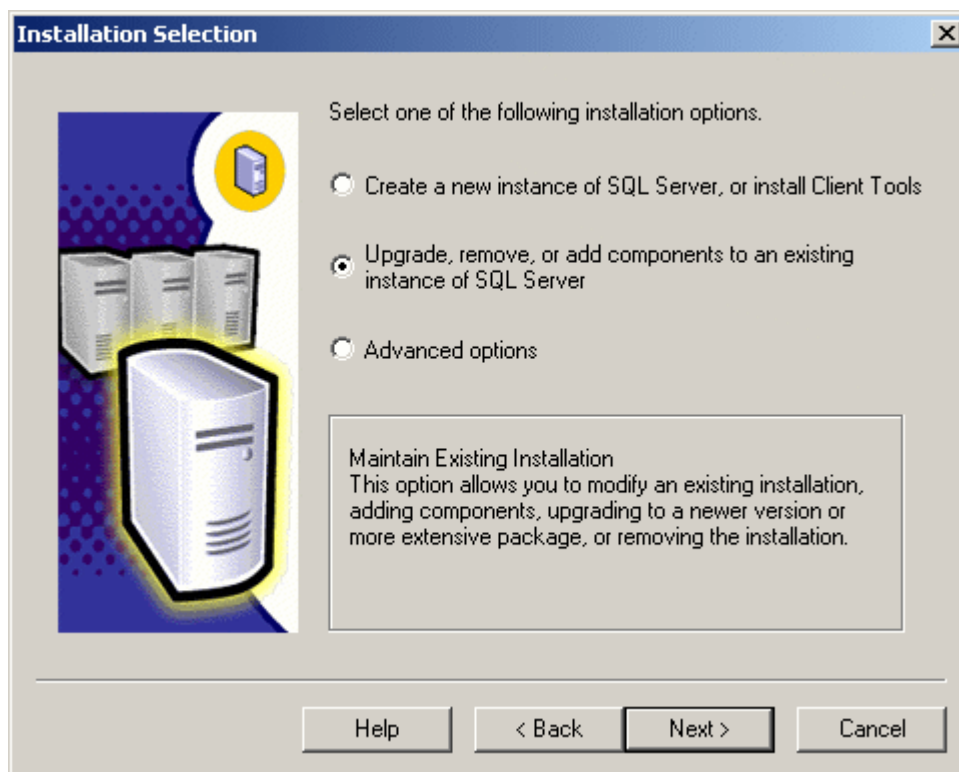 Installation Selection
Select one of the following installation options.
Create a new instance of SQL Server, or install Client Tools
Upgrade, remove, or add components to an existing
instance of SQL Server
Advanced options
Maintain Existing Installation
This option allows you to modify an existing installation,
adding components, upgrading to a newer version or
more extensive package, or removing the installation.
Help
< Back
Next >
Cancel